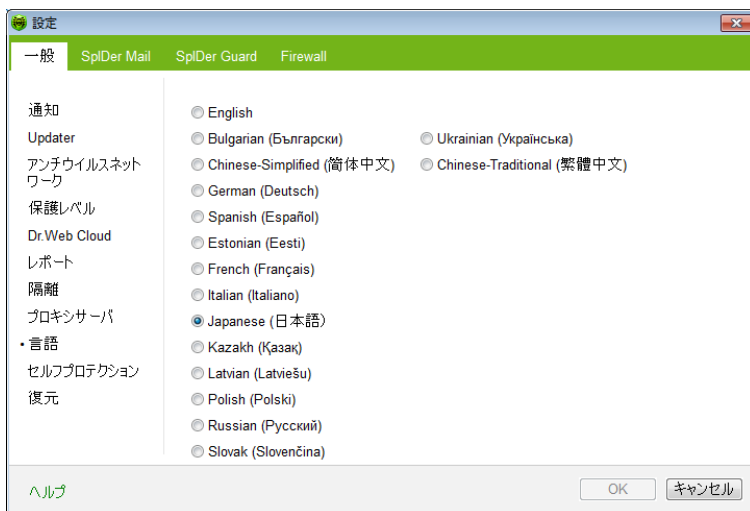 設定
一般 SpIDer Mail SpIDer Guard Firewall
通知
Updater
アンチウイルスネット
ワーク
保護レベル
Dr.Web Cloud
レポート
隔離
プロキシサーバ
・言語
セルフプロテクション
復元
English
Bulgarian (Български) Ukrainian (Українська)
Chinese-Simplified (简体中文) Chinese-Traditional (繁體中文)
German (Deutsch)
Spanish (Español)
Estonian (Eesti)
French (Français)
Italian (Italiano)
Japanese (日本語)
Kazakh (Қазақ)
Latvian (Latviešu)
Polish (Polski)
Russian (Русский)
Slovak (Slovenčina)
ヘルプ
OK キャンセル